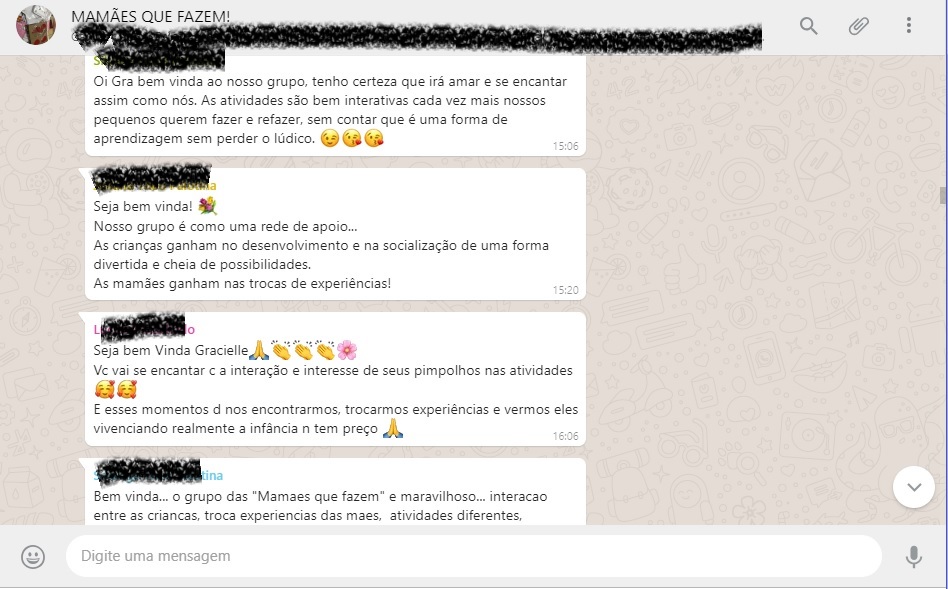 MAMÃES QUE FAZEM!
Oi Gra bem vinda ao nosso grupo, tenho certeza que irá amar e se encantar
assim como nós. As atividades são bem interativas cada vez mais nossos
pequenos querem fazer e refazer, sem contar que é uma forma de
aprendizagem sem perder o lúdico. 😉😘😘
15:06
Seja bem vinda! 💐
Nosso grupo é como uma rede de apoio...
As crianças ganham no desenvolvimento e na socialização de uma forma
divertida e cheia de possibilidades.
As mamães ganham nas trocas de experiências!
15:20
Seja bem Vinda Gracielle🙏👏👏👏🌸
Vc vai se encantar c a interação e interesse de seus pimpolhos nas atividades
🥰🥰
E esses momentos d nos encontrarmos, trocarmos experiências e vermos eles
vivenciando realmente a infância n tem preço 🙏
16:06
Bem vinda... o grupo das "Mamaes que fazem" e maravilhoso... interacao
entre as criancas, troca experiencias das maes, atividades diferentes,
Digite uma mensagem